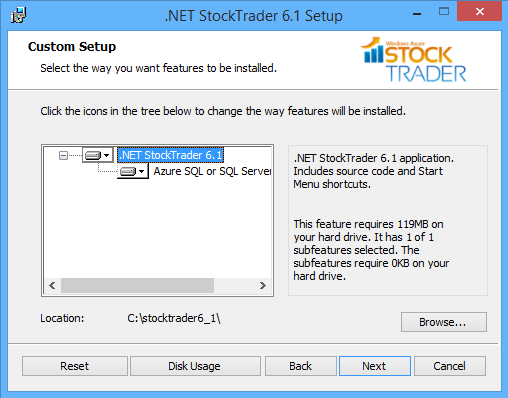 .NET StockTrader 6.1 Setup
Custom Setup
Select the way you want features to be installed.
Windows Azure
STOCK
TRADER
Click the icons in the tree below to change the way features will be installed.
.NET StockTrader 6.1
Azure SQL or SQL Server
.NET StockTrader 6.1 application.
Includes source code and Start
Menu shortcuts.
This feature requires 119MB on
your hard drive. It has 1 of 1
subfeatures selected. The
subfeatures require 0KB on your
hard drive.
Location:
C:\stocktrader6_1\
Browse...
Reset
Disk Usage
Back
Next
Cancel